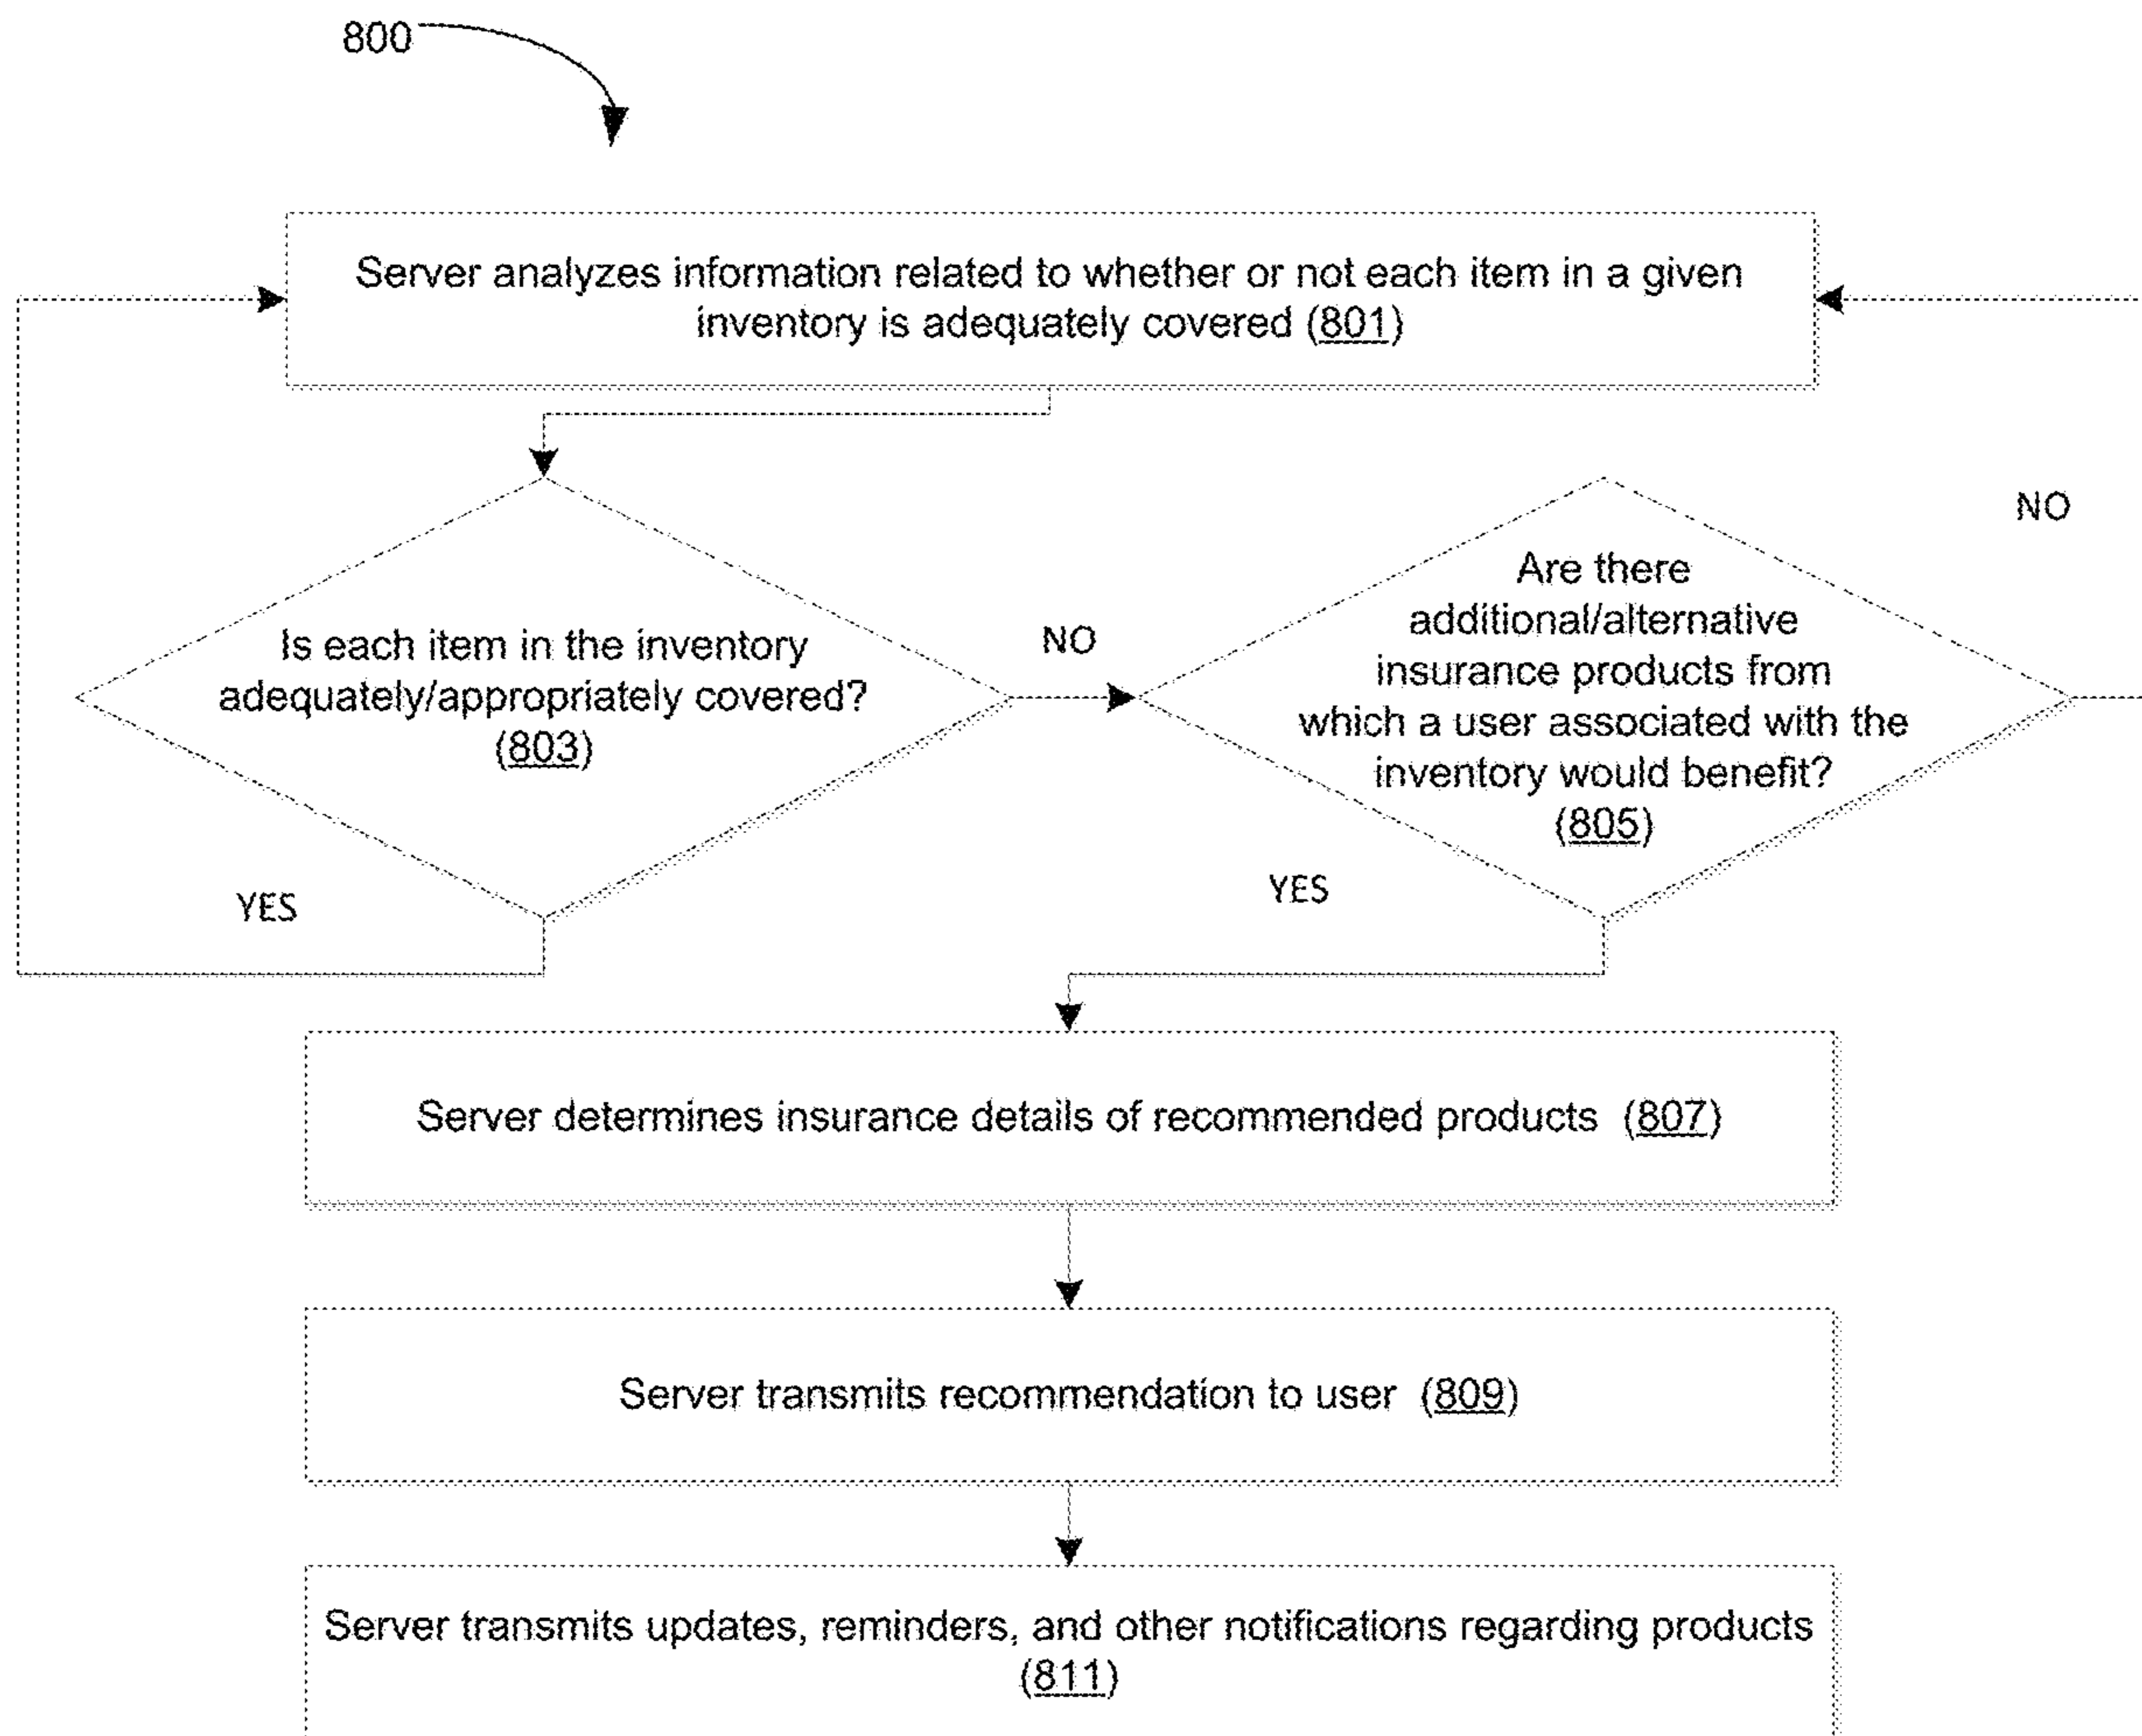 800
Server analyzes information related to whether or not each item in a given
inventory is adequately covered (801)
Is each item in the inventory
adequately/appropriately covered?
(803)
NO
Are there
additional/alternative
insurance products from
which a user associated with the
inventory would benefit?
(805)
NO
YES
YES
Server determines insurance details of recommended products (807)
Server transmits recommendation to user (809)
Server transmits updates, reminders, and other notifications regarding products
(811)